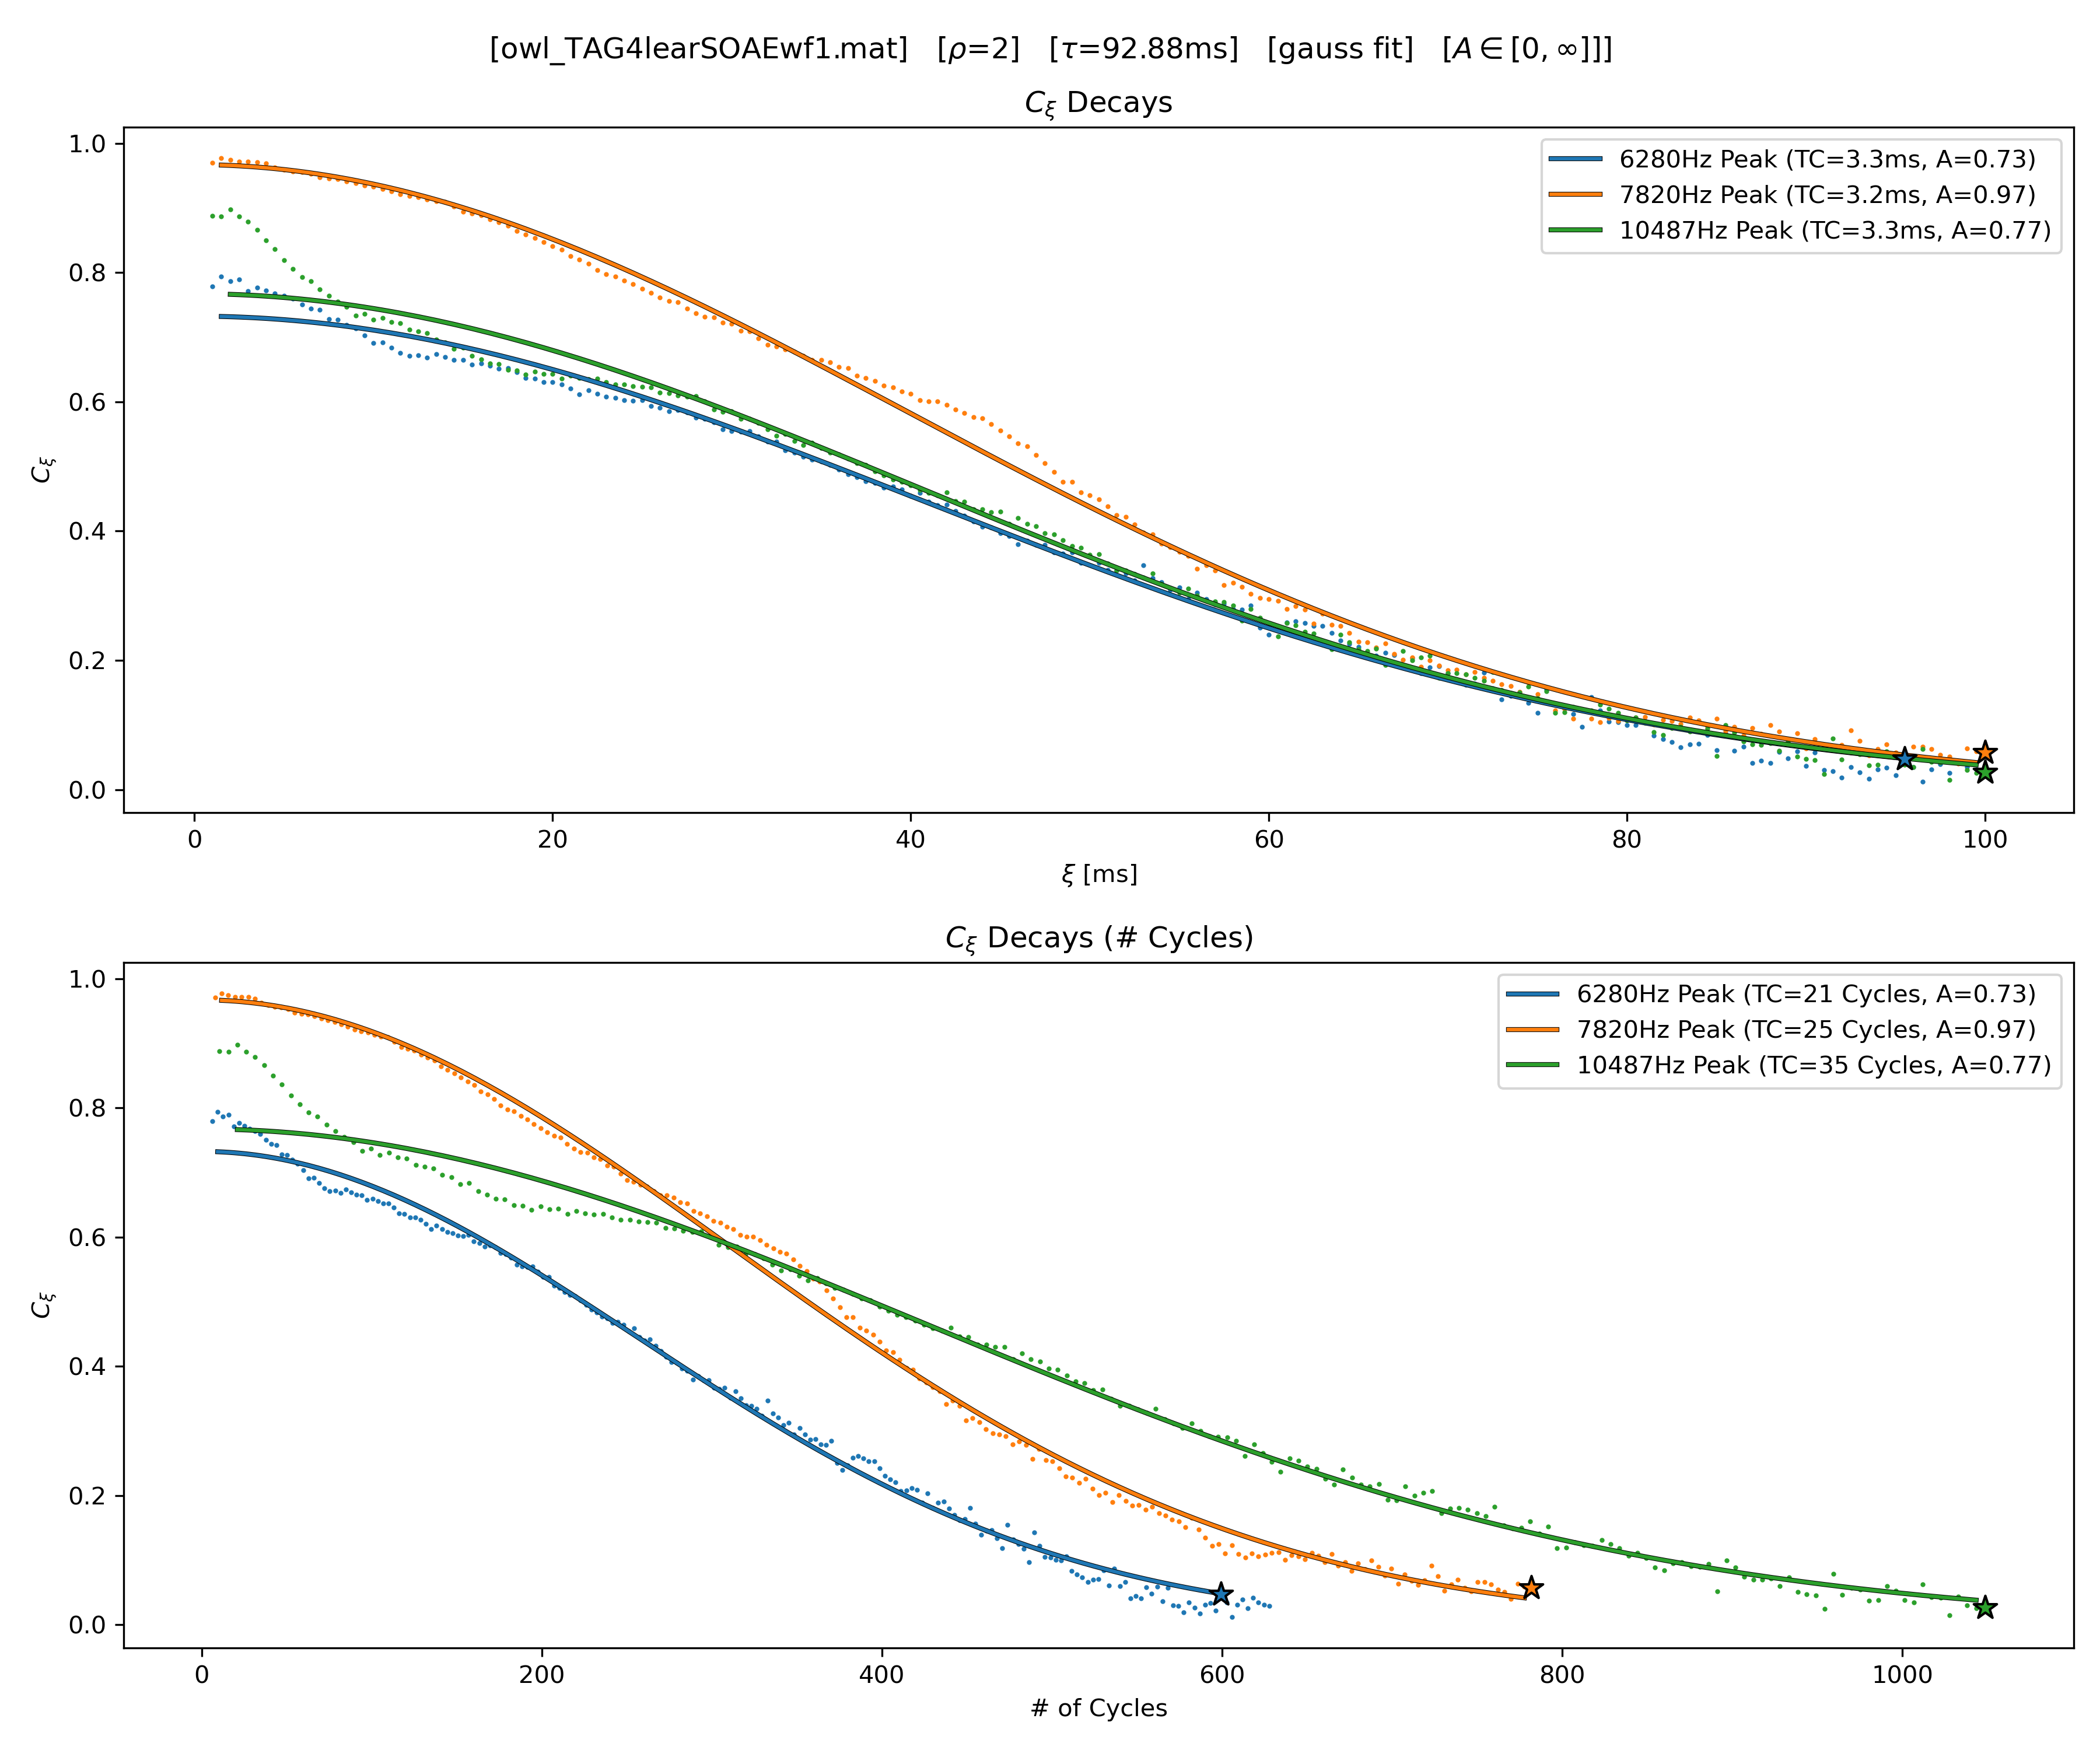 [owl_TAG4learSOAEwf1.mat] [ρ=2] [τ=92.88ms] [gauss fit] [A ∈ [0, ∞]]]
C_ξ Decays
1.0
0.8
0.6
0.4
0.2
0.0
C_ξ
6280Hz Peak (TC=3.3ms, A=0.73)
7820Hz Peak (TC=3.2ms, A=0.97)
10487Hz Peak (TC=3.3ms, A=0.77)
0 20 40 60 80 100
ξ [ms]
C_ξ Decays (# Cycles)
1.0
0.8
0.6
0.4
0.2
0.0
C_ξ
6280Hz Peak (TC=21 Cycles, A=0.73)
7820Hz Peak (TC=25 Cycles, A=0.97)
10487Hz Peak (TC=35 Cycles, A=0.77)
0 200 400 600 800 1000
# of Cycles